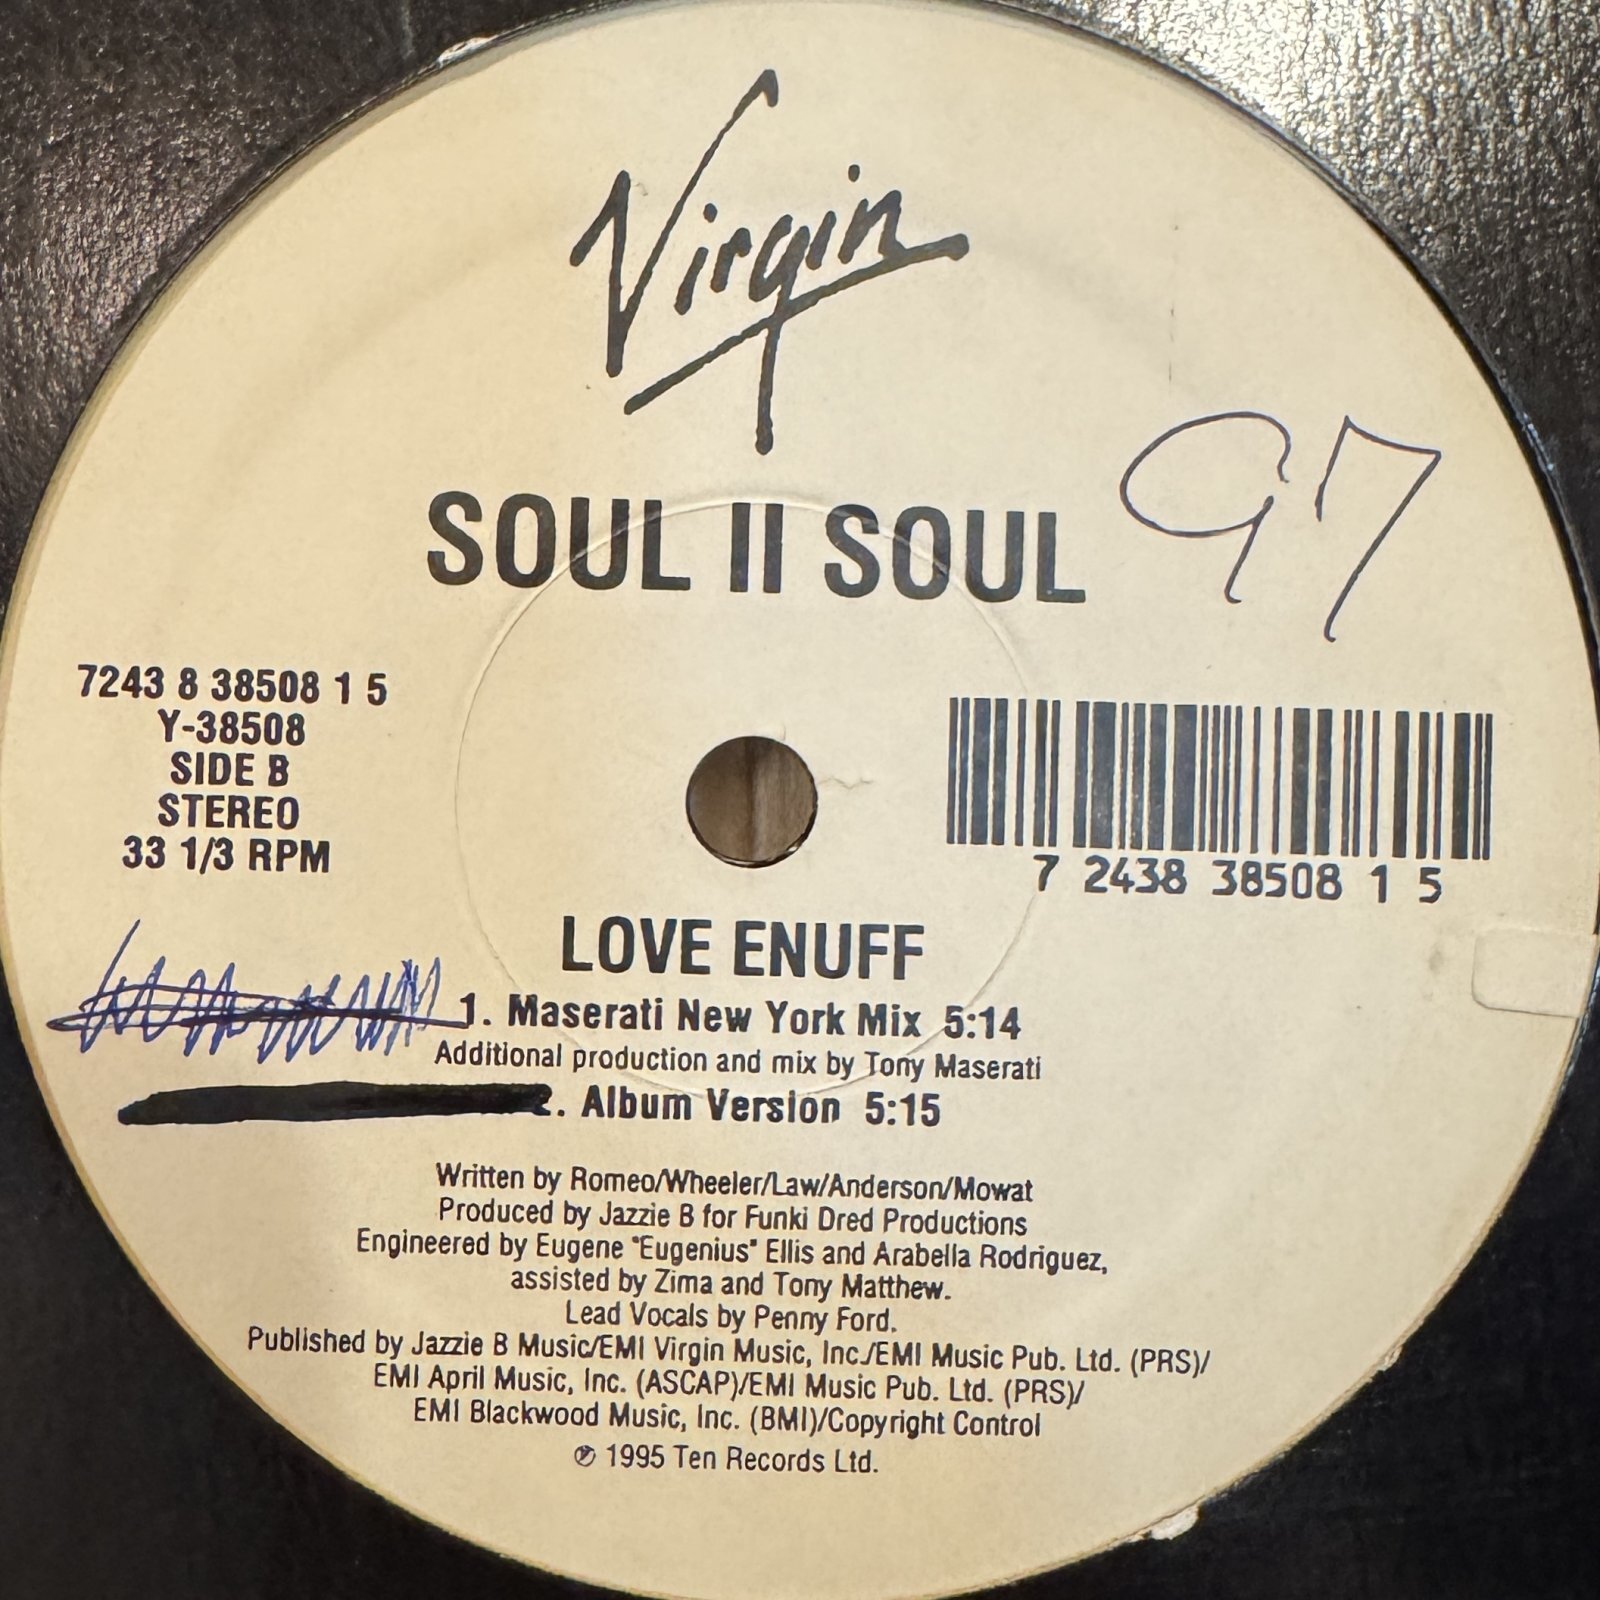 Virgin
SOUL II SOUL
97
7243 8 38508 1 5
Y-38508
SIDE B
STEREO
33 1/3 RPM
7 2438 38508 1 5
LOVE ENUFF
1. Maserati New York Mix 5:14
Additional production and mix by Tony Maserati
2. Album Version 5:15
Written by Romeo/Wheeler/Law/Anderson/Mowat
Produced by Jazzie B for Funki Dred Productions
Engineered by Eugene "Eugenius" Ellis and Arabella Rodriguez,
assisted by Zima and Tony Matthew.
Lead Vocals by Penny Ford.
Published by Jazzie B Music/EMI Virgin Music, Inc./EMI Music Pub. Ltd. (PRS)/
EMI April Music, Inc. (ASCAP)/EMI Music Pub. Ltd. (PRS)/
EMI Blackwood Music, Inc. (BMI)/Copyright Control
℗ 1995 Ten Records Ltd.